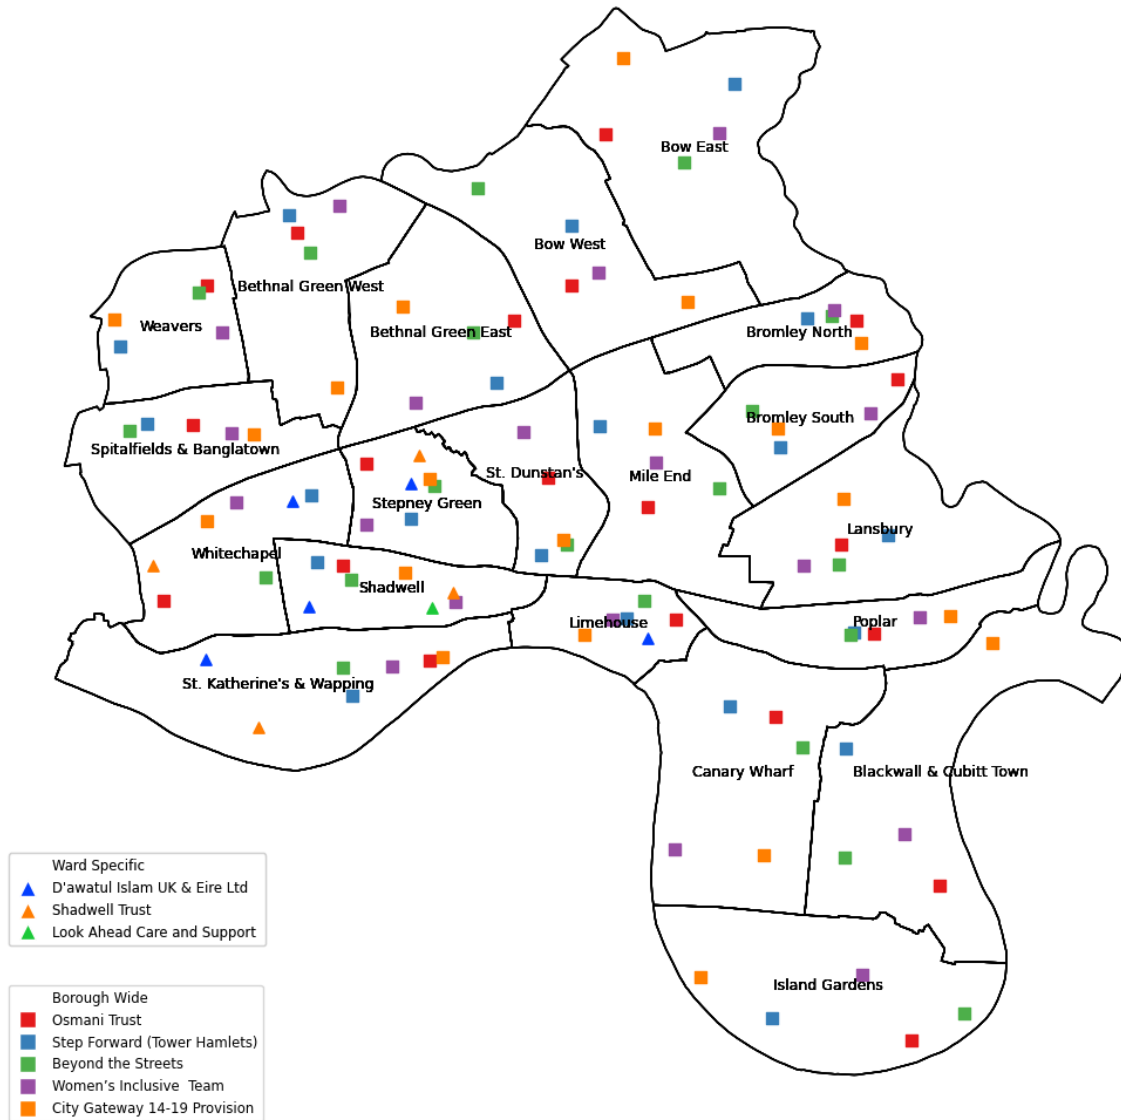 Bow East
Bow West
Bethnal Green West
Weavers
Bethnal Green East
Bromley North
Bromley South
Spitalfields & Banglatown
St. Dunstan's
Mile End
Stepney Green
Lansbury
Whitechapel
Shadwell
Limehouse
Poplar
St. Katherine's & Wapping
Canary Wharf
Blackwall & Cubitt Town
Island Gardens
Ward Specific
D'awatul Islam UK & Eire Ltd
Shadwell Trust
Look Ahead Care and Support
Borough Wide
Osmani Trust
Step Forward (Tower Hamlets)
Beyond the Streets
Women’s Inclusive  Team
City Gateway 14-19 Provision